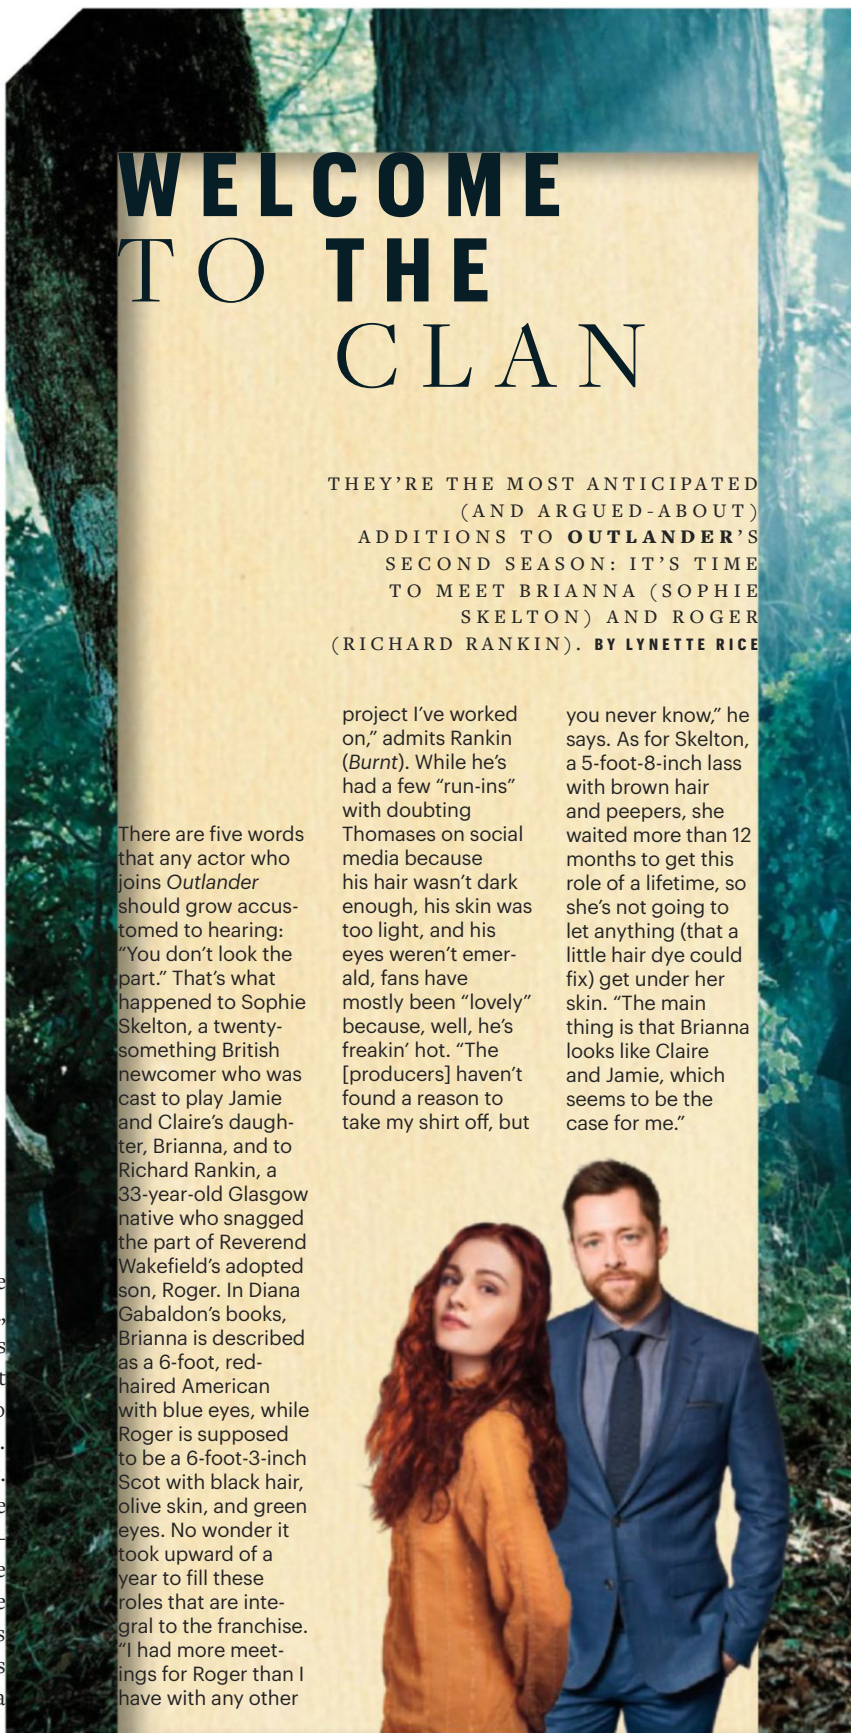 WELCOME
TO THE
CLAN
THEY'RE THE MOST ANTICIPATED
(AND ARGUED-ABOUT)
ADDITIONS TO OUTLANDER'S
SECOND SEASON: IT'S TIME
TO MEET BRIANNA (SOPHIE
SKELTON) AND ROGER
(RICHARD RANKIN). BY LYNETTE RICE
There are five words
that any actor who
joins Outlander
should grow accus-
tomed to hearing:
“You don’t look the
part.” That’s what
happened to Sophie
Skelton, a twenty-
something British
newcomer who was
cast to play Jamie
and Claire’s daugh-
ter, Brianna, and to
Richard Rankin, a
33-year-old Glasgow
native who snagged
the part of Reverend
Wakefield’s adopted
son, Roger. In Diana
Gabaldon’s books,
Brianna is described
as a 6-foot, red-
haired American
with blue eyes, while
Roger is supposed
to be a 6-foot-3-inch
Scot with black hair,
olive skin, and green
eyes. No wonder it
took upward of a
year to fill these
roles that are inte-
gral to the franchise.
“I had more meet-
ings for Roger than I
have with any other
project I’ve worked
on,” admits Rankin
(Burnt). While he’s
had a few “run-ins”
with doubting
Thomases on social
media because
his hair wasn’t dark
enough, his skin was
too light, and his
eyes weren’t emer-
ald, fans have
mostly been “lovely”
because, well, he’s
freakin’ hot. “The
[producers] haven’t
found a reason to
take my shirt off, but
you never know,” he
says. As for Skelton,
a 5-foot-8-inch lass
with brown hair
and peepers, she
waited more than 12
months to get this
role of a lifetime, so
she’s not going to
let anything (that a
little hair dye could
fix) get under her
skin. “The main
thing is that Brianna
looks like Claire
and Jamie, which
seems to be the
case for me.”